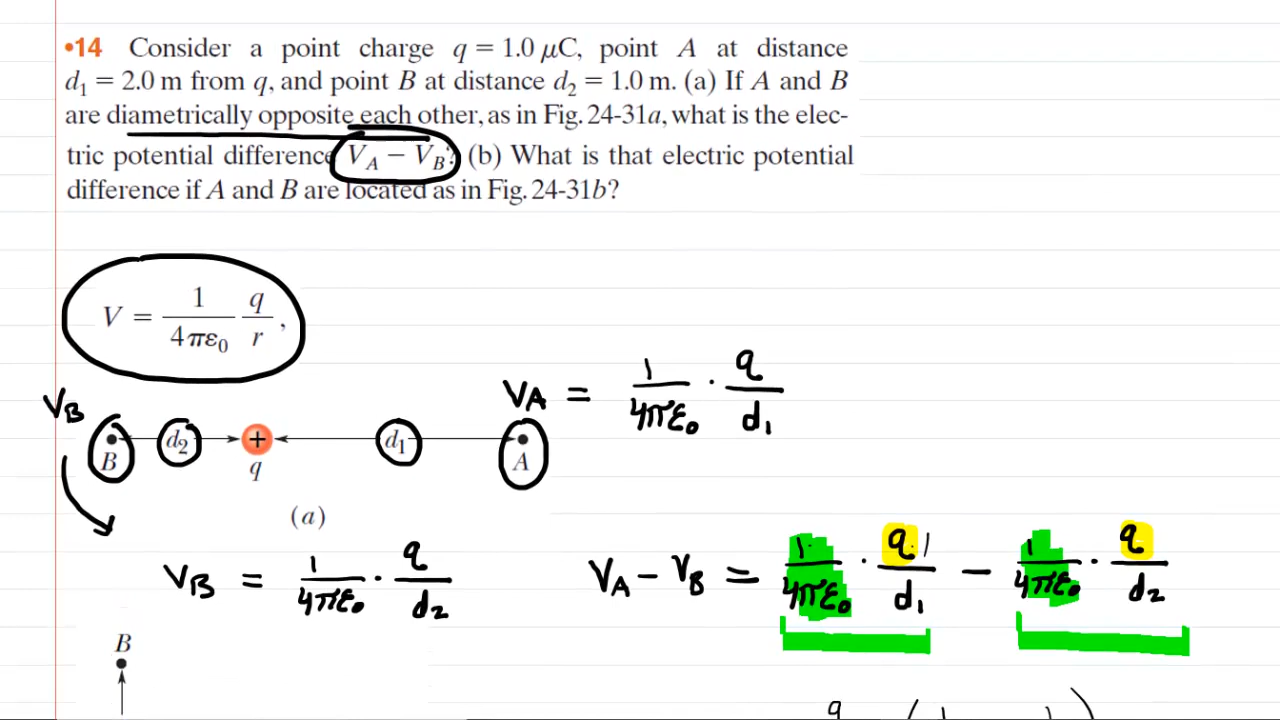 •14 Consider a point charge q = 1.0 μC, point A at distance
d₁ = 2.0 m from q, and point B at distance d₂ = 1.0 m. (a) If A and B
are diametrically opposite each other, as in Fig. 24-31a, what is the elec-
tric potential difference V_A − V_B? (b) What is that electric potential
difference if A and B are located as in Fig. 24-31b?
V = 1/4πε₀ q/r,
V_A = 1/4πε₀ · q/d₁
V_B
B d₂ + d₁ A
q
(a)
V_B = 1/4πε₀ · q/d₂
V_A − V_B = 1/4πε₀ · q/d₁ − 1/4πε₀ · q/d₂
B
q ( 1 1 )